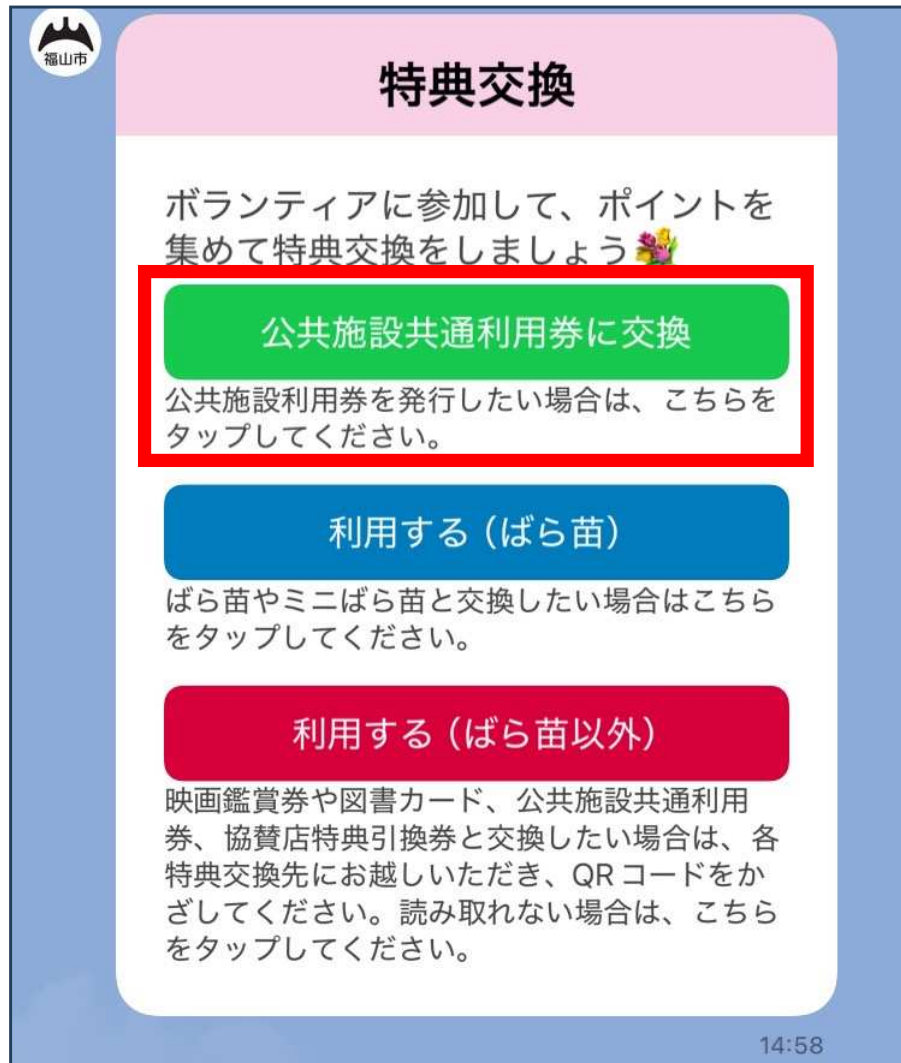 福山市
特典交換
ボランティアに参加して、ポイントを
集めて特典交換をしましょう💐
公共施設共通利用券に交換
公共施設利用券を発行したい場合は、こちらを
タップしてください。
利用する（ばら苗）
ばら苗やミニばら苗と交換したい場合はこちら
をタップしてください。
利用する（ばら苗以外）
映画鑑賞券や図書カード、公共施設共通利用
券、協賛店特典引換券と交換したい場合は、各
特典交換先にお越しいただき、QRコードをか
ざしてください。読み取れない場合は、こちら
をタップしてください。
14:58